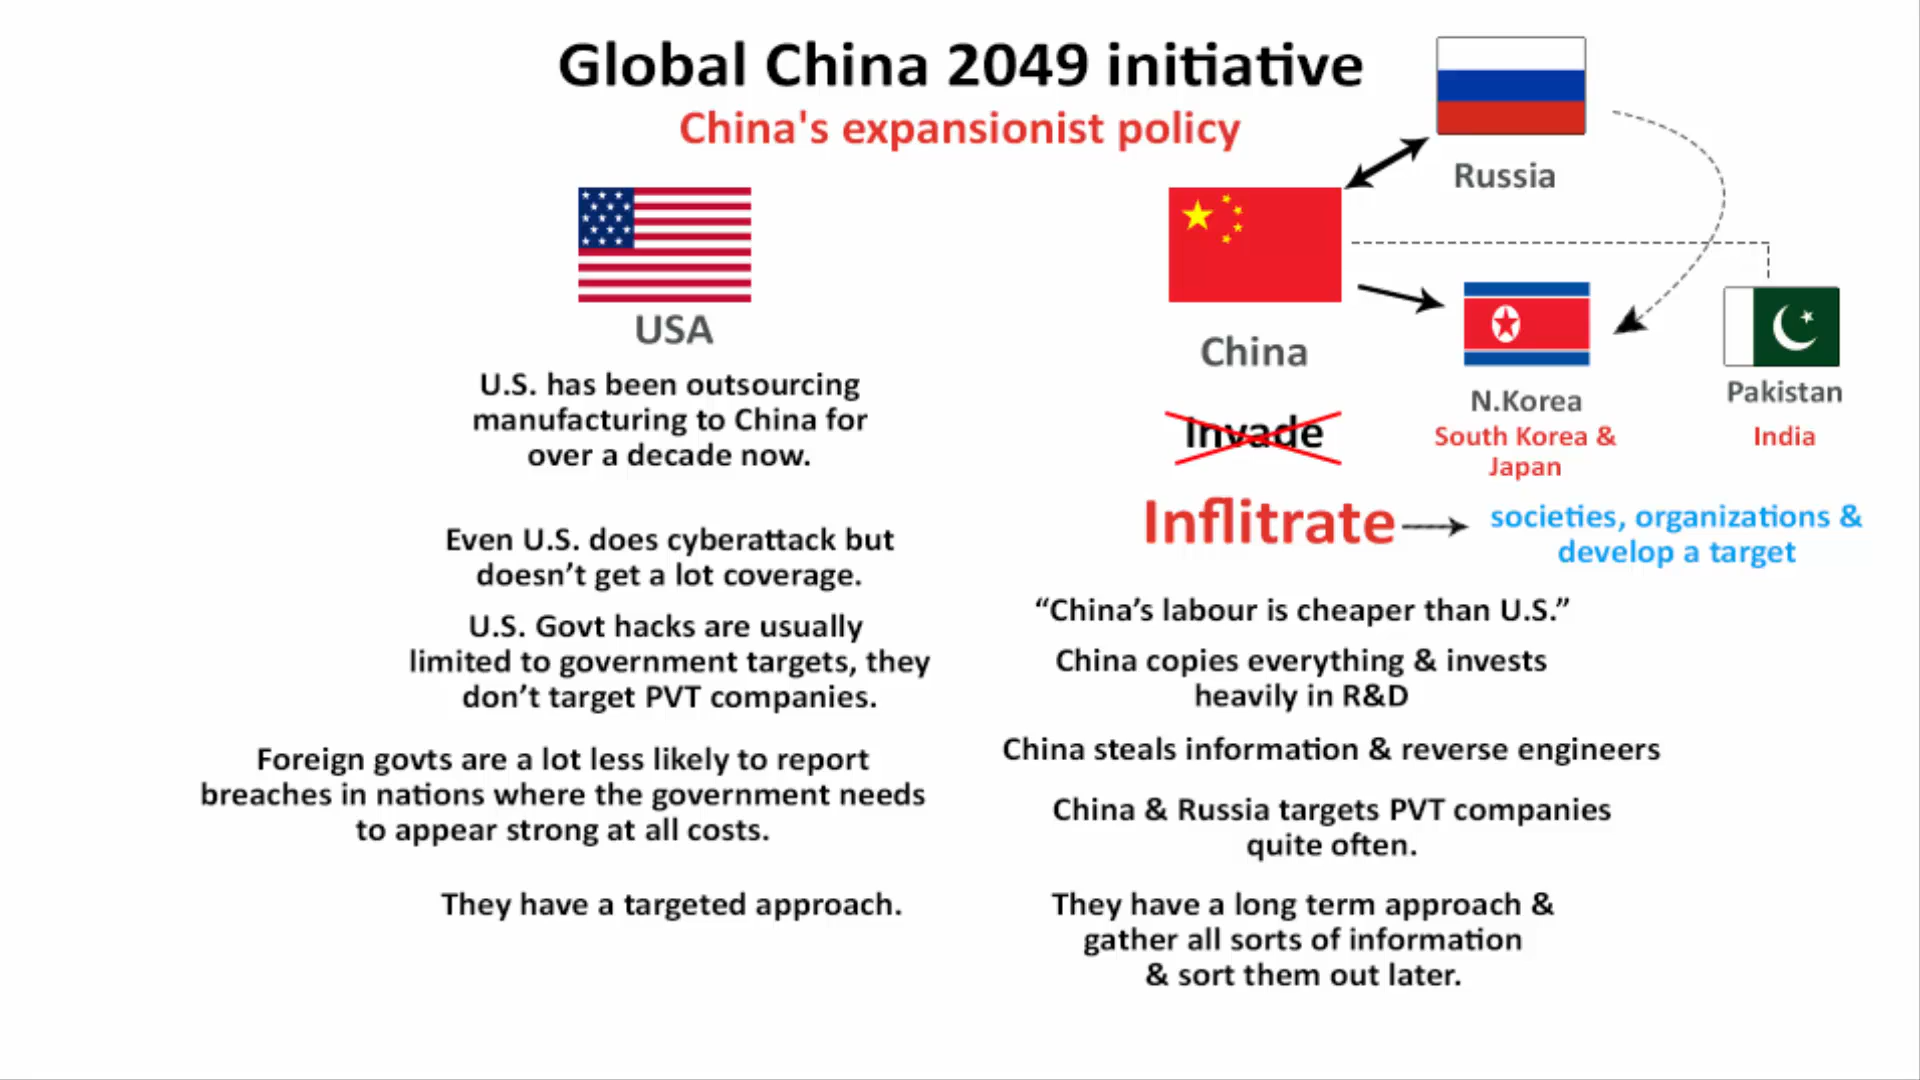 Global China 2049 initiative
China's expansionist policy
Russia
USA
China
N.Korea
South Korea &
Japan
Pakistan
India
Invade
Inflitrate
societies, organizations &
develop a target
U.S. has been outsourcing
manufacturing to China for
over a decade now.
Even U.S. does cyberattack but
doesn’t get a lot coverage.
U.S. Govt hacks are usually
limited to government targets, they
don’t target PVT companies.
Foreign govts are a lot less likely to report
breaches in nations where the government needs
to appear strong at all costs.
They have a targeted approach.
“China’s labour is cheaper than U.S.”
China copies everything & invests
heavily in R&D
China steals information & reverse engineers
China & Russia targets PVT companies
quite often.
They have a long term approach &
gather all sorts of information
& sort them out later.